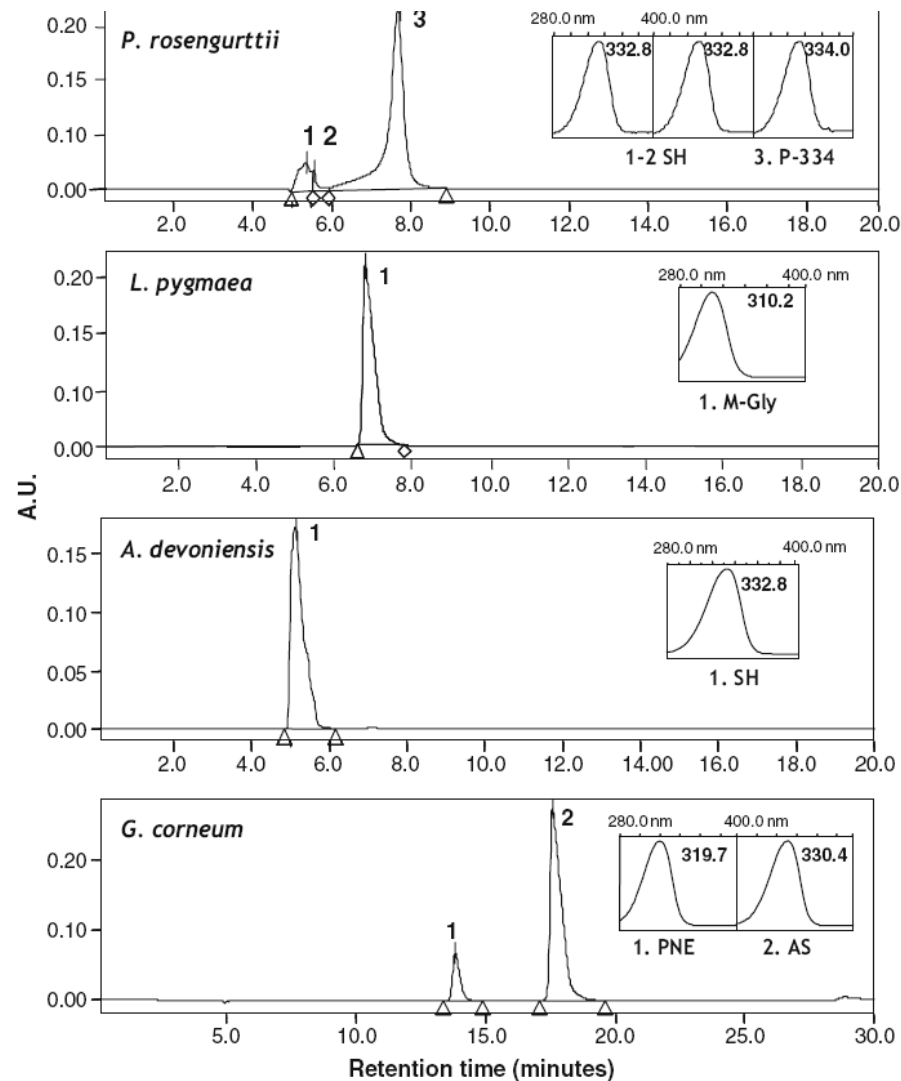 P. rosengurttii
3
1 2
280.0 nm 400.0 nm
332.8 332.8 334.0
1-2 SH 3. P-334
0.20
0.15
0.10
0.00
2.0 4.0 6.0 8.0 10.0 12.0 14.0 16.0 18.0 20.0
L. pygmaea
1
280.0 nm 400.0 nm
310.2
1. M-Gly
0.20
0.15
0.10
0.00
2.0 4.0 6.0 8.0 10.0 12.0 14.0 16.0 18.0 20.0
A.U.
A. devoniensis
1
280.0 nm 400.0 nm
332.8
1. SH
0.15
0.10
0.05
0.00
2.0 4.0 6.0 8.0 10.0 12.0 14.00 16.0 18.0 20.0
G. corneum
1
2
280.0 nm 400.0 nm
319.7 330.4
1. PNE 2. AS
0.20
0.10
0.00
5.0 10.0 15.0 20.0 25.0 30.0
Retention time (minutes)